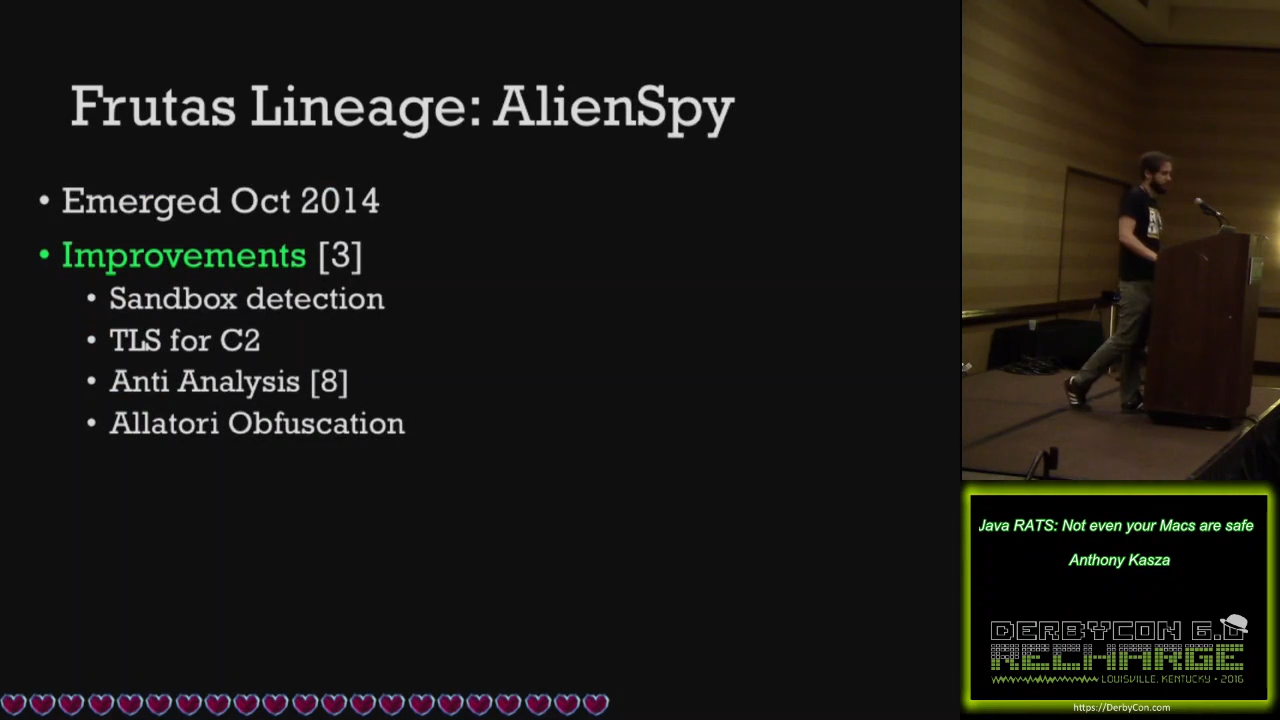 Frutas Lineage: AlienSpy
• Emerged Oct 2014
• Improvements [3]
• Sandbox detection
• TLS for C2
• Anti Analysis [8]
• Allatori Obfuscation
Java RATS: Not even your Macs are safe
Anthony Kasza
DERBYCON 6.0
RECHARGE
LOUISVILLE, KENTUCKY • 2016
https://DerbyCon.com